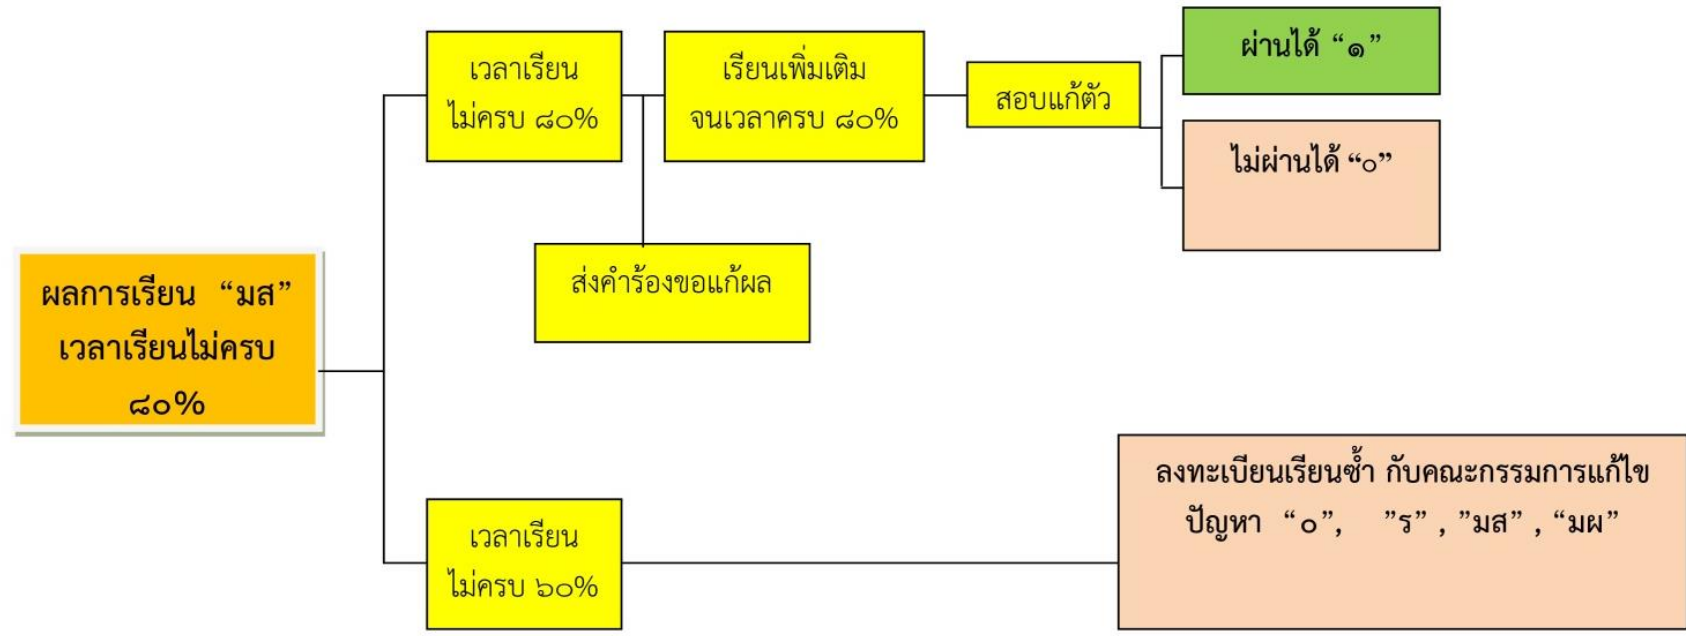 ผลการเรียน “มส”
เวลาเรียนไม่ครบ
๘๐%
เวลาเรียน
ไม่ครบ ๘๐%
เรียนเพิ่มเติม
จนเวลาครบ ๘๐%
สอบแก้ตัว
ผ่านได้ “๑”
ไม่ผ่านได้ “๐”
ส่งคำร้องขอแก้ผล
เวลาเรียน
ไม่ครบ ๖๐%
ลงทะเบียนเรียนซ้ำ กับคณะกรรมการแก้ไข
ปัญหา “๐”, ”ร” , ”มส” , “มผ”